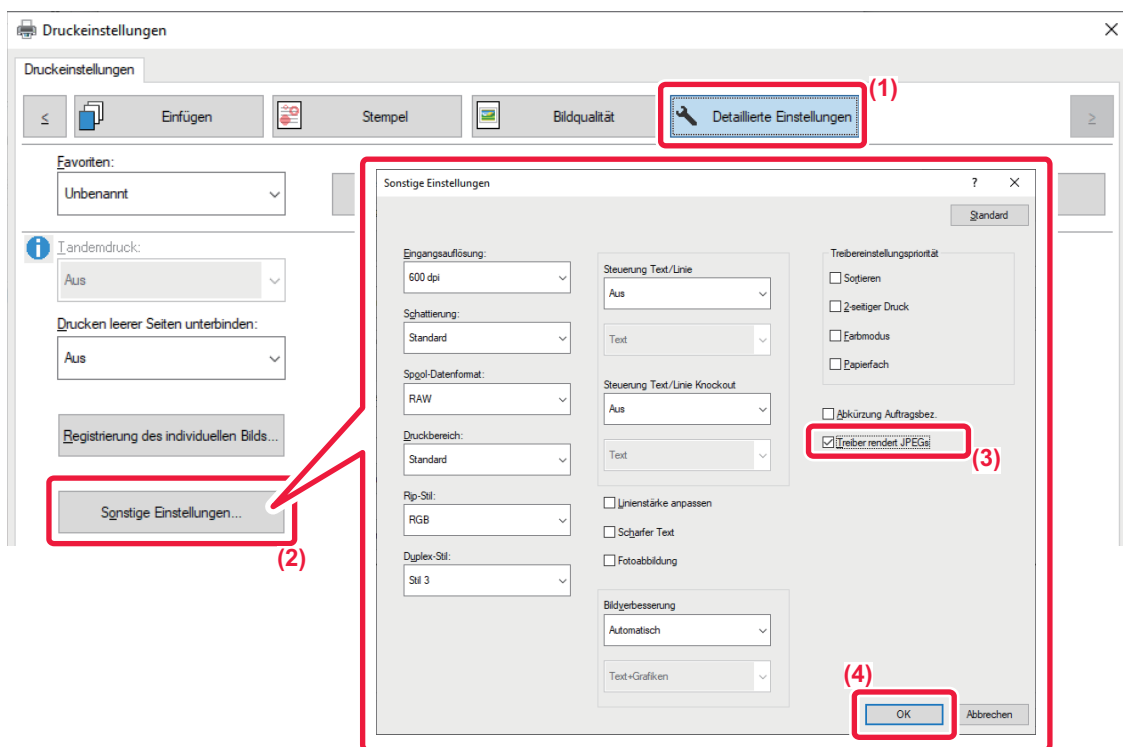 Druckeinstellungen
Druckeinstellungen
(1)
<
Einfügen
Stempel
Bildqualität
Detaillierte Einstellungen
>
Favoriten:
Unbenannt
Tandemdruck:
Aus
Drucken leerer Seiten unterbinden:
Aus
Registrierung des individuellen Bilds...
Sonstige Einstellungen...
(2)
Sonstige Einstellungen
?
Standard
Eingangsauflösung:
600 dpi
Schattierung:
Standard
Spool-Datenformat:
RAW
Druckbereich:
Standard
Rip-Stil:
RGB
Duplex-Stil:
Stil 3
Steuerung Text/Linie
Aus
Text
Steuerung Text/Linie Knockout
Aus
Text
Linienstärke anpassen
Scharfer Text
Fotoabbildung
Bildverbesserung
Automatisch
Text+Grafiken
Treibereinstellungspriorität
Sortieren
2-seitiger Druck
Farbmodus
Papierfach
Abkürzung Auftragsbez.
Treiber rendert JPEGs
(3)
(4)
OK
Abbrechen